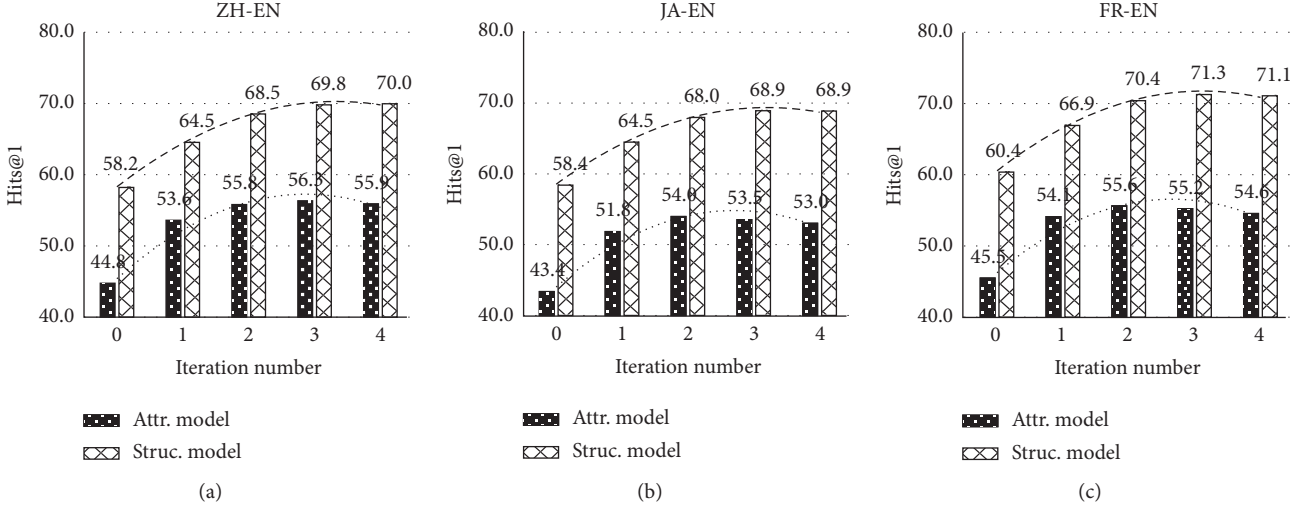 ZH-EN
80.0
70.0
60.0
50.0
40.0
Hits@1
44.8
58.2
53.6
64.5
55.8
68.5
56.3
69.8
55.9
70.0
0 1 2 3 4
Iteration number
Attr. model
Struc. model
(a)
JA-EN
80.0
70.0
60.0
50.0
40.0
Hits@1
43.4
58.4
51.8
64.5
54.0
68.0
53.5
68.9
53.0
68.9
0 1 2 3 4
Iteration number
Attr. model
Struc. model
(b)
FR-EN
80.0
70.0
60.0
50.0
40.0
Hits@1
45.5
60.4
54.1
66.9
55.6
70.4
55.2
71.3
54.6
71.1
0 1 2 3 4
Iteration number
Attr. model
Struc. model
(c)